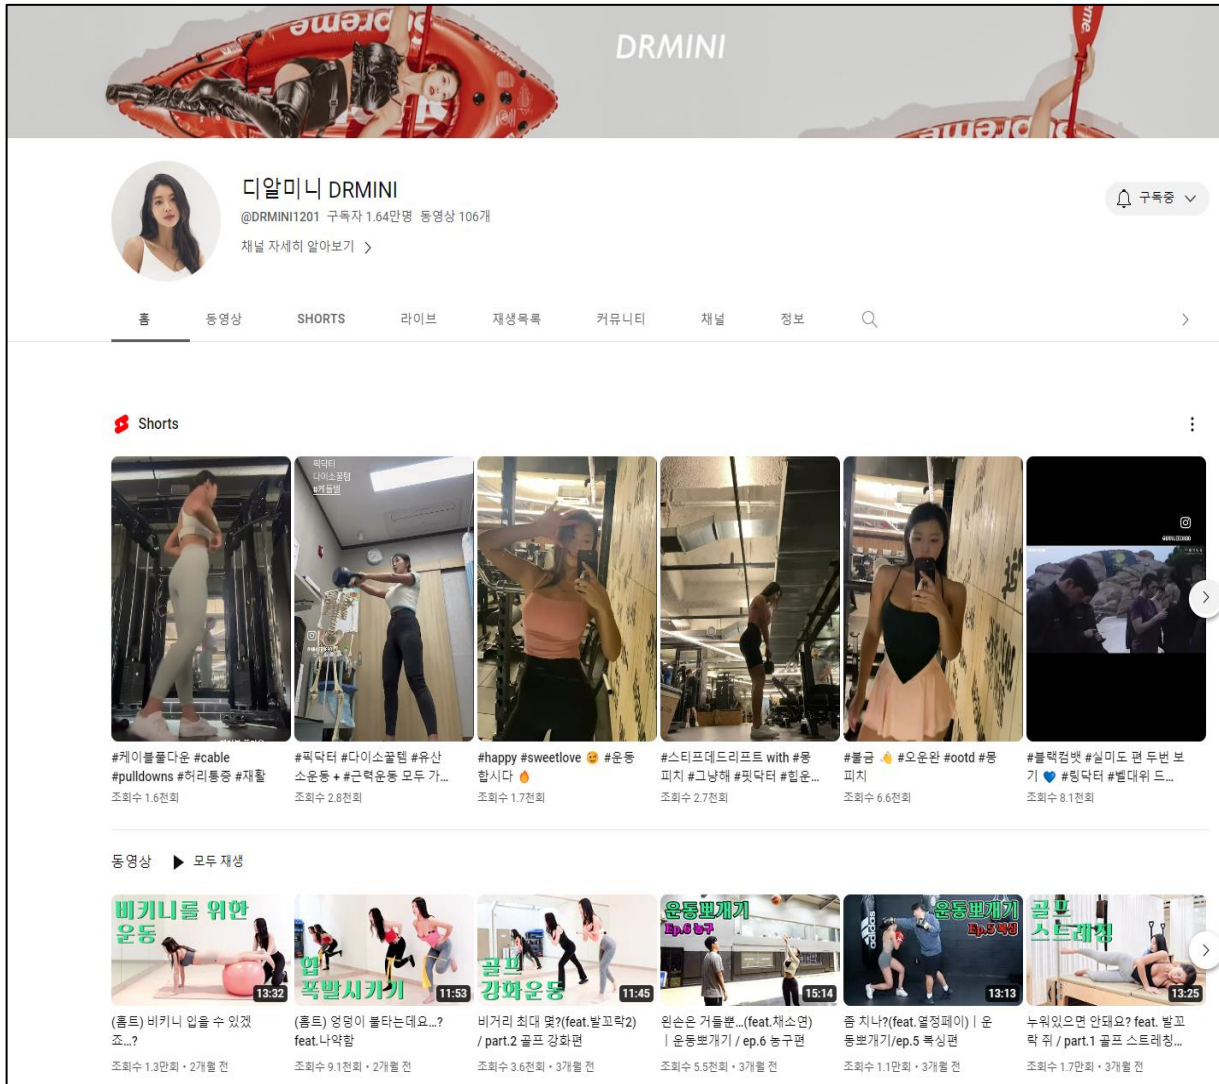 supreme
DRMINI
디알미니 DRMINI
@DRMINI1201 구독자 1.64만명 동영상 106개
채널 자세히 알아보기
구독중
홈 동영상 SHORTS 라이브 재생목록 커뮤니티 채널 정보
Shorts
픽닥터
다이소꿀템
#케틀벨
#케이블풀다운 #cable
#pulldowns #허리통증 #재활
조회수 1.6천회
#픽닥터 #다이소꿀템 #유산
소운동 + #근력운동 모두 가...
조회수 2.8천회
#happy #sweetlove 😉 #운동
합시다 🔥
조회수 1.7천회
#스티프데드리프트 with #몽
피치 #그냥해 #핏닥터 #힙운...
조회수 2.7천회
#불금 👋 #오운완 #ootd #몽
피치
조회수 6.6천회
#블랙컴뱃 #실미도 편 두번 보
기 💙 #링닥터 #벨대위 드...
조회수 8.1천회
동영상 모두 재생
비키니를 위한
운동
13:32
(홈트) 비키니 입을 수 있겠
죠...?
조회수 1.3만회 • 2개월 전
힙
폭발시키기
11:53
(홈트) 엉덩이 불타는데요...?
feat.나약함
조회수 9.1천회 • 2개월 전
골프
강화운동
11:45
비거리 최대 몇?(feat.발꼬락2)
/ part.2 골프 강화편
조회수 3.6천회 • 3개월 전
운동뽀개기
Ep.6 농구
15:14
왼손은 거들뿐...(feat.채소연)
| 운동뽀개기 / ep.6 농구편
조회수 5.5천회 • 3개월 전
adidas
운동뽀개기
Ep.5 복싱
13:13
좀 치나?(feat.열정페이) | 운
동뽀개기/ep.5 복싱편
조회수 1.1만회 • 3개월 전
골프
스트레칭
13:25
누워있으면 안돼요? feat. 발꼬
락 쥐 / part.1 골프 스트레칭...
조회수 1.7만회 • 3개월 전